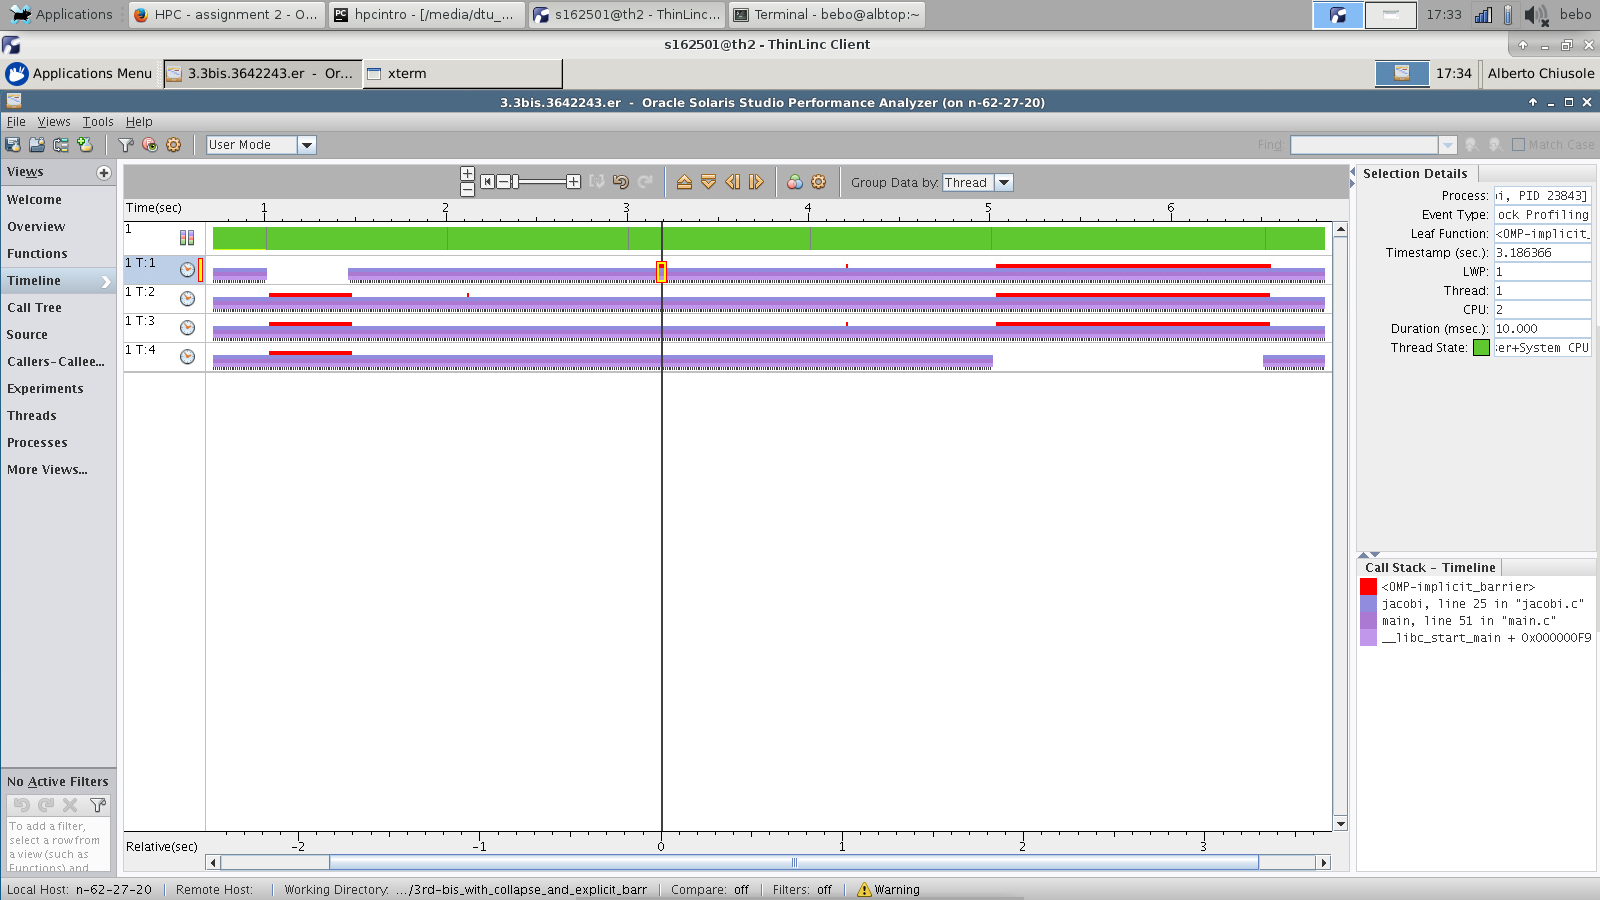 Applications
HPC - assignment 2 - O...
hpcintro - [/media/dtu_...
s162501@th2 - ThinLinc...
Terminal - bebo@albtop:~
17:33
bebo
s162501@th2 - ThinLinc Client
Applications Menu
3.3bis.3642243.er - Or...
xterm
17:34
Alberto Chiusole
3.3bis.3642243.er - Oracle Solaris Studio Performance Analyzer (on n-62-27-20)
File Views Tools Help
User Mode
Find:
Match Case
Views
Welcome
Overview
Functions
Timeline
Call Tree
Source
Callers-Callee...
Experiments
Threads
Processes
More Views...
No Active Filters
To add a filter,
select a row from
a view (such as
Functions) and
Group Data by: Thread
Time(sec) 1 2 3 4 5 6
1
1 T:1
1 T:2
1 T:3
1 T:4
Relative(sec) -2 -1 0 1 2 3
Selection Details
Process: ıi, PID 23843]
Event Type: ock Profiling
Leaf Function: <OMP-implicit_
Timestamp (sec.): 3.186366
LWP: 1
Thread: 1
CPU: 2
Duration (msec.): 10.000
Thread State: er+System CPU
Call Stack - Timeline
<OMP-implicit_barrier>
jacobi, line 25 in "jacobi.c"
main, line 51 in "main.c"
__libc_start_main + 0x000000F9
Local Host: n-62-27-20 Remote Host: Working Directory: .../3rd-bis_with_collapse_and_explicit_barr Compare: off Filters: off Warning